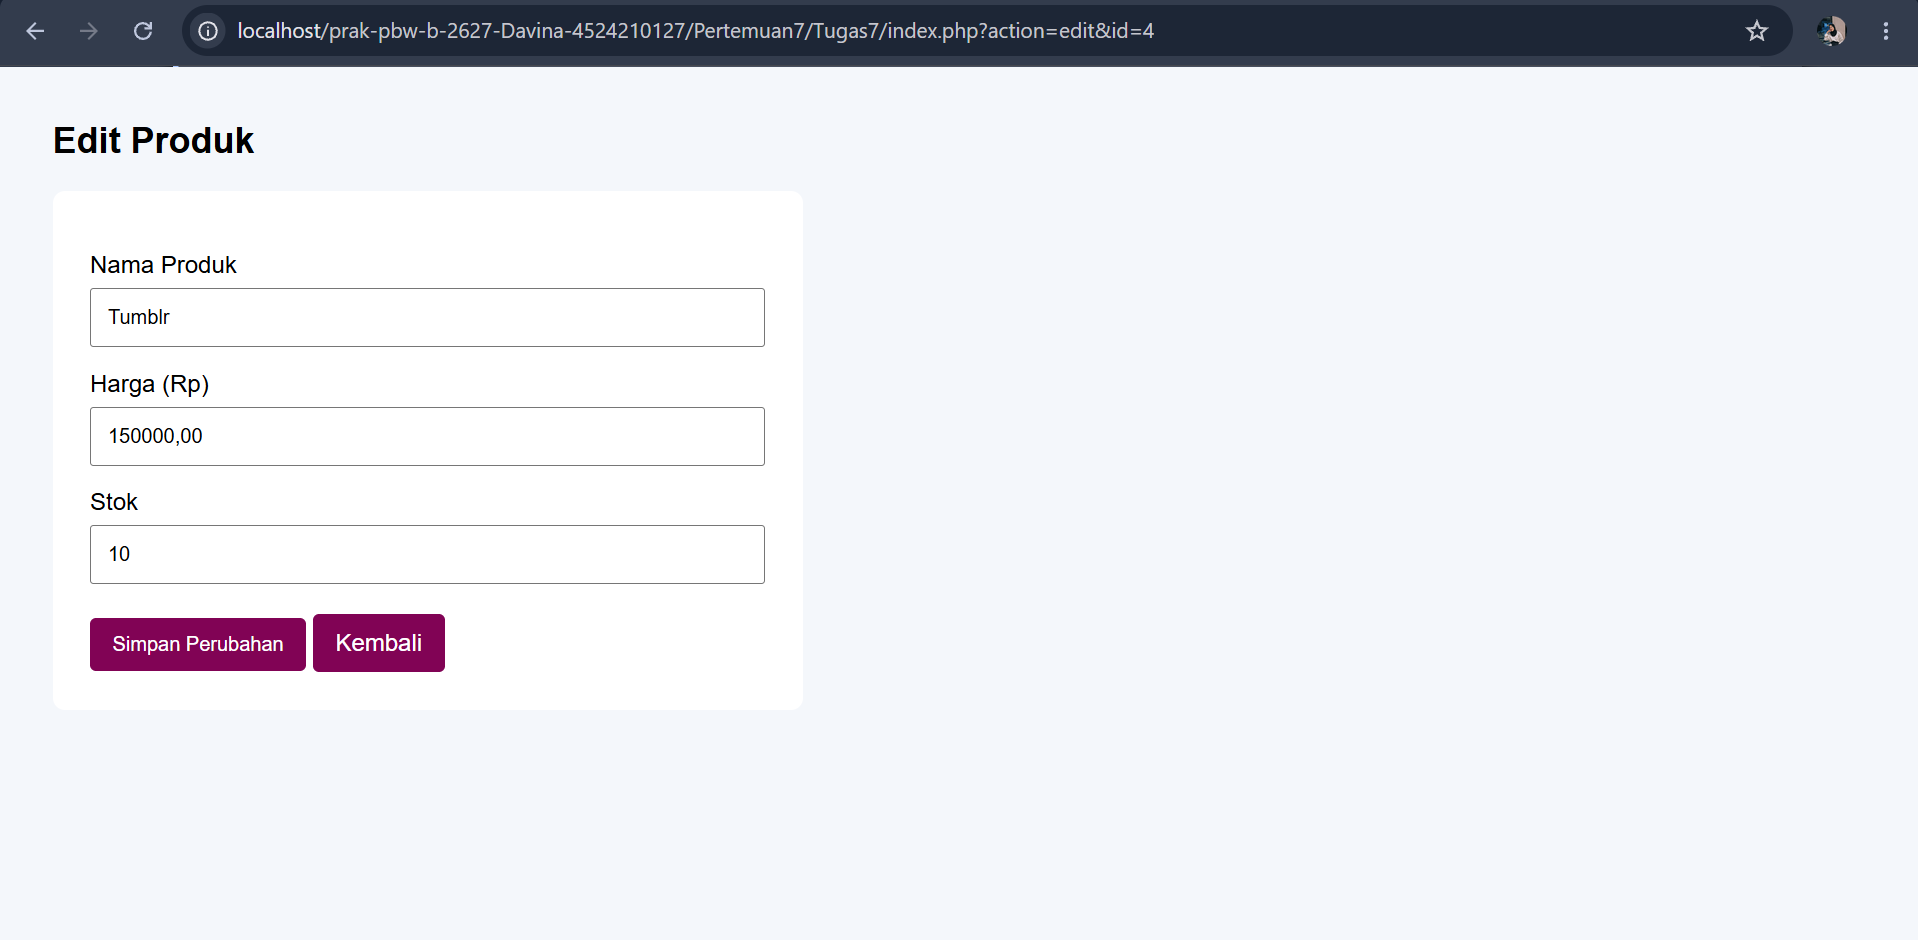 localhost/prak-pbw-b-2627-Davina-4524210127/Pertemuan7/Tugas7/index.php?action=edit&id=4
Edit Produk
Nama Produk
Tumblr
Harga (Rp)
150000,00
Stok
10
Simpan Perubahan Kembali